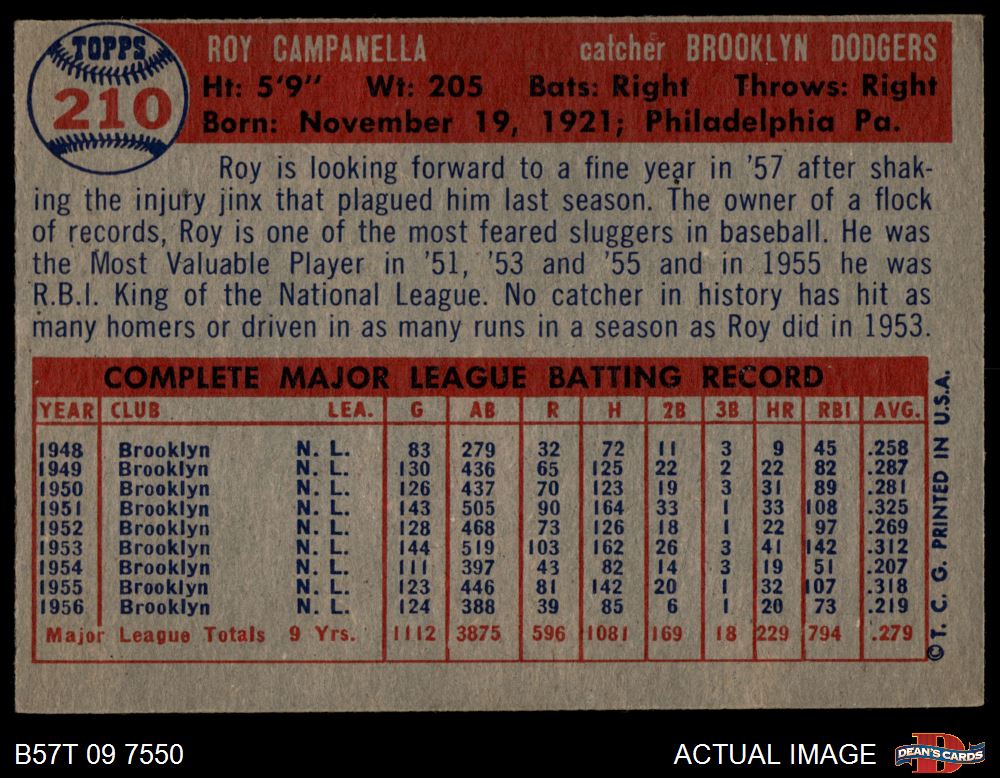 TOPPS
210
ROY CAMPANELLA catcher BROOKLYN DODGERS
Ht: 5'9" Wt: 205 Bats: Right Throws: Right
Born: November 19, 1921; Philadelphia Pa.
Roy is looking forward to a fine year in '57 after shak-
ing the injury jinx that plagued him last season. The owner of a flock
of records, Roy is one of the most feared sluggers in baseball. He was
the Most Valuable Player in '51, '53 and '55 and in 1955 he was
R.B.I. King of the National League. No catcher in history has hit as
many homers or driven in as many runs in a season as Roy did in 1953.
COMPLETE MAJOR LEAGUE BATTING RECORD
YEAR CLUB LEA. G AB R H 2B 3B HR RBI AVG.
1948 Brooklyn N. L. 83 279 32 72 11 3 9 45 .258
1949 Brooklyn N. L. 130 436 65 125 22 2 22 82 .287
1950 Brooklyn N. L. 126 437 70 123 19 3 31 89 .281
1951 Brooklyn N. L. 143 505 90 164 33 1 33 108 .325
1952 Brooklyn N. L. 128 468 73 126 18 1 22 97 .269
1953 Brooklyn N. L. 144 519 103 162 26 3 41 142 .312
1954 Brooklyn N. L. 111 397 43 82 14 3 19 51 .207
1955 Brooklyn N. L. 123 446 81 142 20 1 32 107 .318
1956 Brooklyn N. L. 124 388 39 85 6 1 20 73 .219
Major League Totals 9 Yrs. 1112 3875 596 1081 169 18 229 794 .279
© T. C. G. PRINTED IN U.S.A.
B57T 09 7550
ACTUAL IMAGE
DEAN'S CARDS